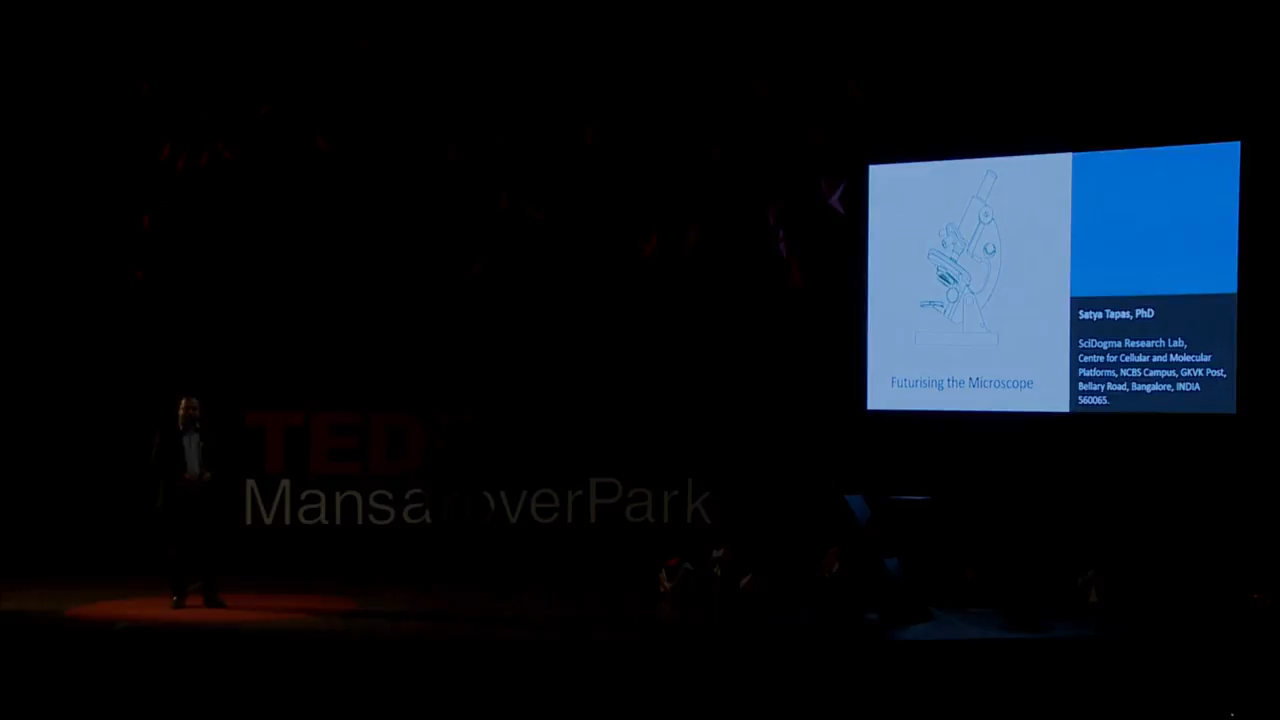 TEDx
MansaroverPark
Futurising the Microscope
Satya Tapas, PhD
SciDogma Research Lab,
Centre for Cellular and Molecular
Platforms, NCBS Campus, GKVK Post,
Bellary Road, Bangalore, INDIA
560065.